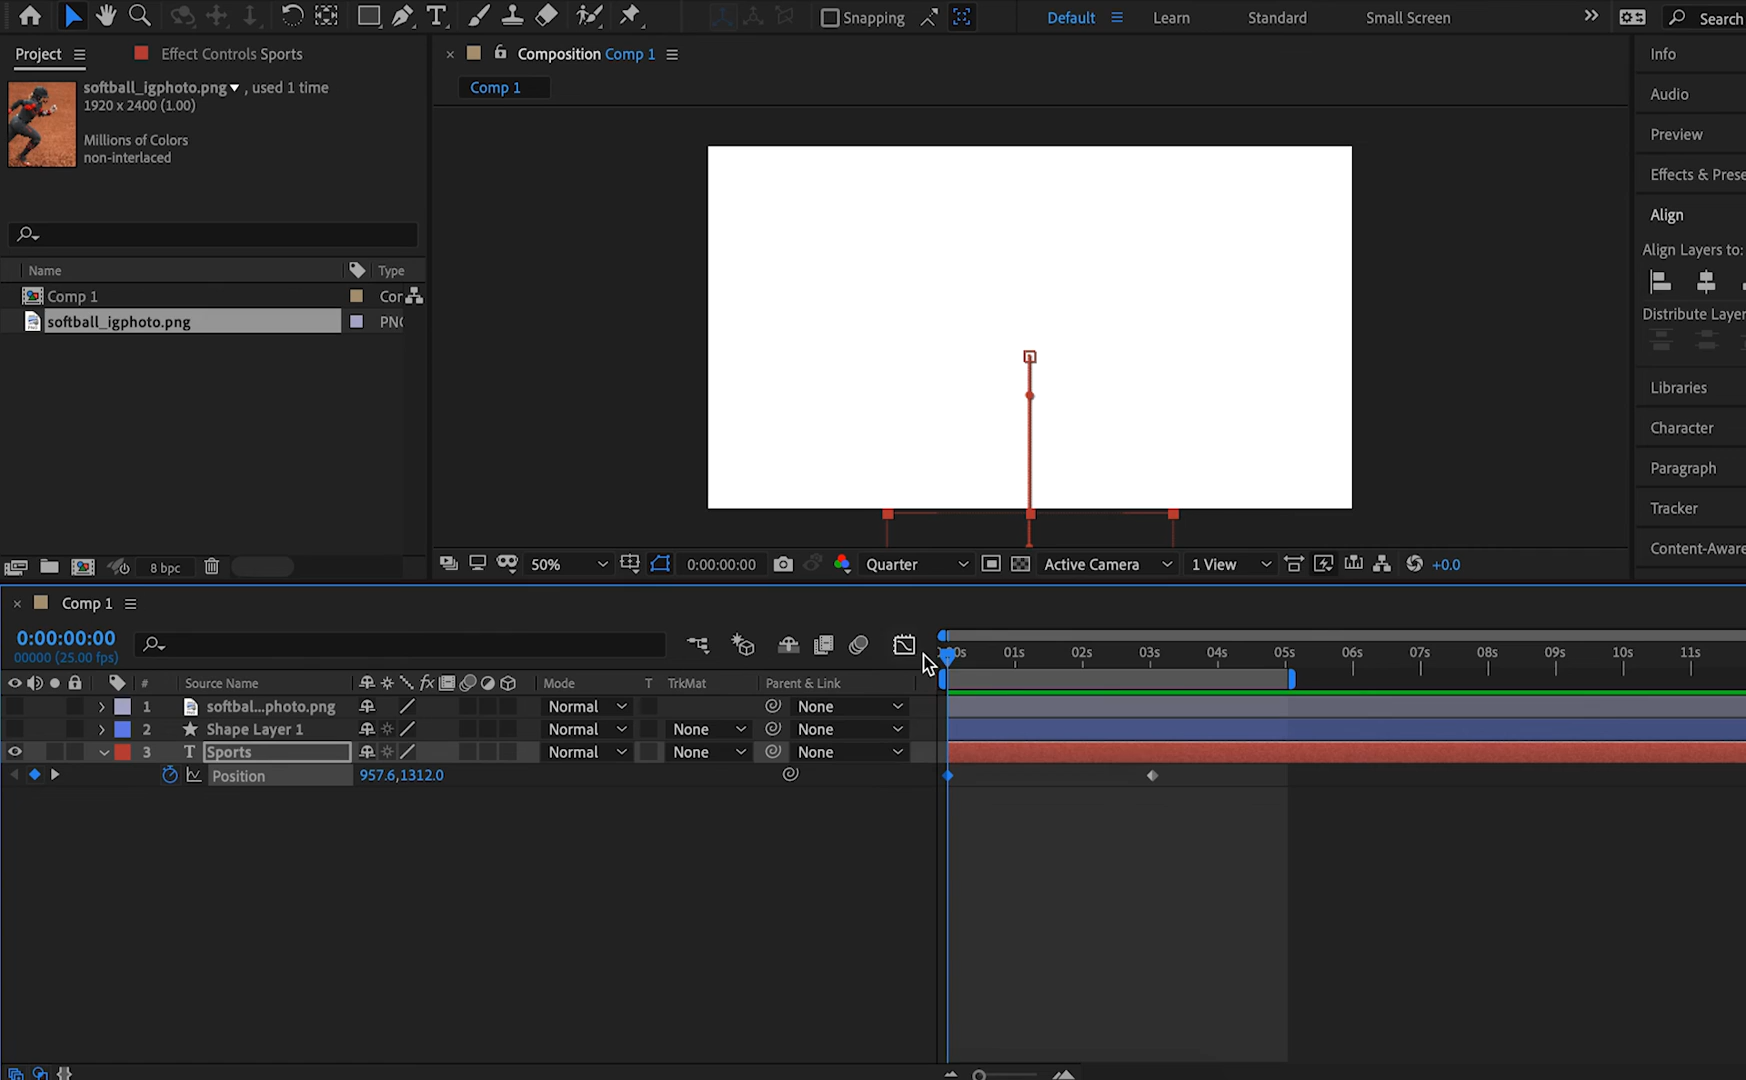 Snapping
Default
Learn
Standard
Small Screen
Search
Project
Effect Controls Sports
Composition Comp 1
Info
softball_igphoto.png , used 1 time
1920 x 2400 (1.00)
Comp 1
Audio
Millions of Colors
non-interlaced
Preview
Effects & Prese
Align
Align Layers to:
Name
Type
Comp 1
Cor
softball_igphoto.png
PNG
Distribute Layer
Libraries
Character
Paragraph
Tracker
Content-Aware
8 bpc
50%
0:00:00:00
Quarter
Active Camera
1 View
+0.0
Comp 1
0:00:00:00
00000 (25.00 fps)
:00s 01s 02s 03s 04s 05s 06s 07s 08s 09s 10s 11s
# Source Name fx Mode T TrkMat Parent & Link
1 softbal...photo.png Normal None
2 Shape Layer 1 Normal None None
3 T Sports Normal None None
Position 957.6,1312.0